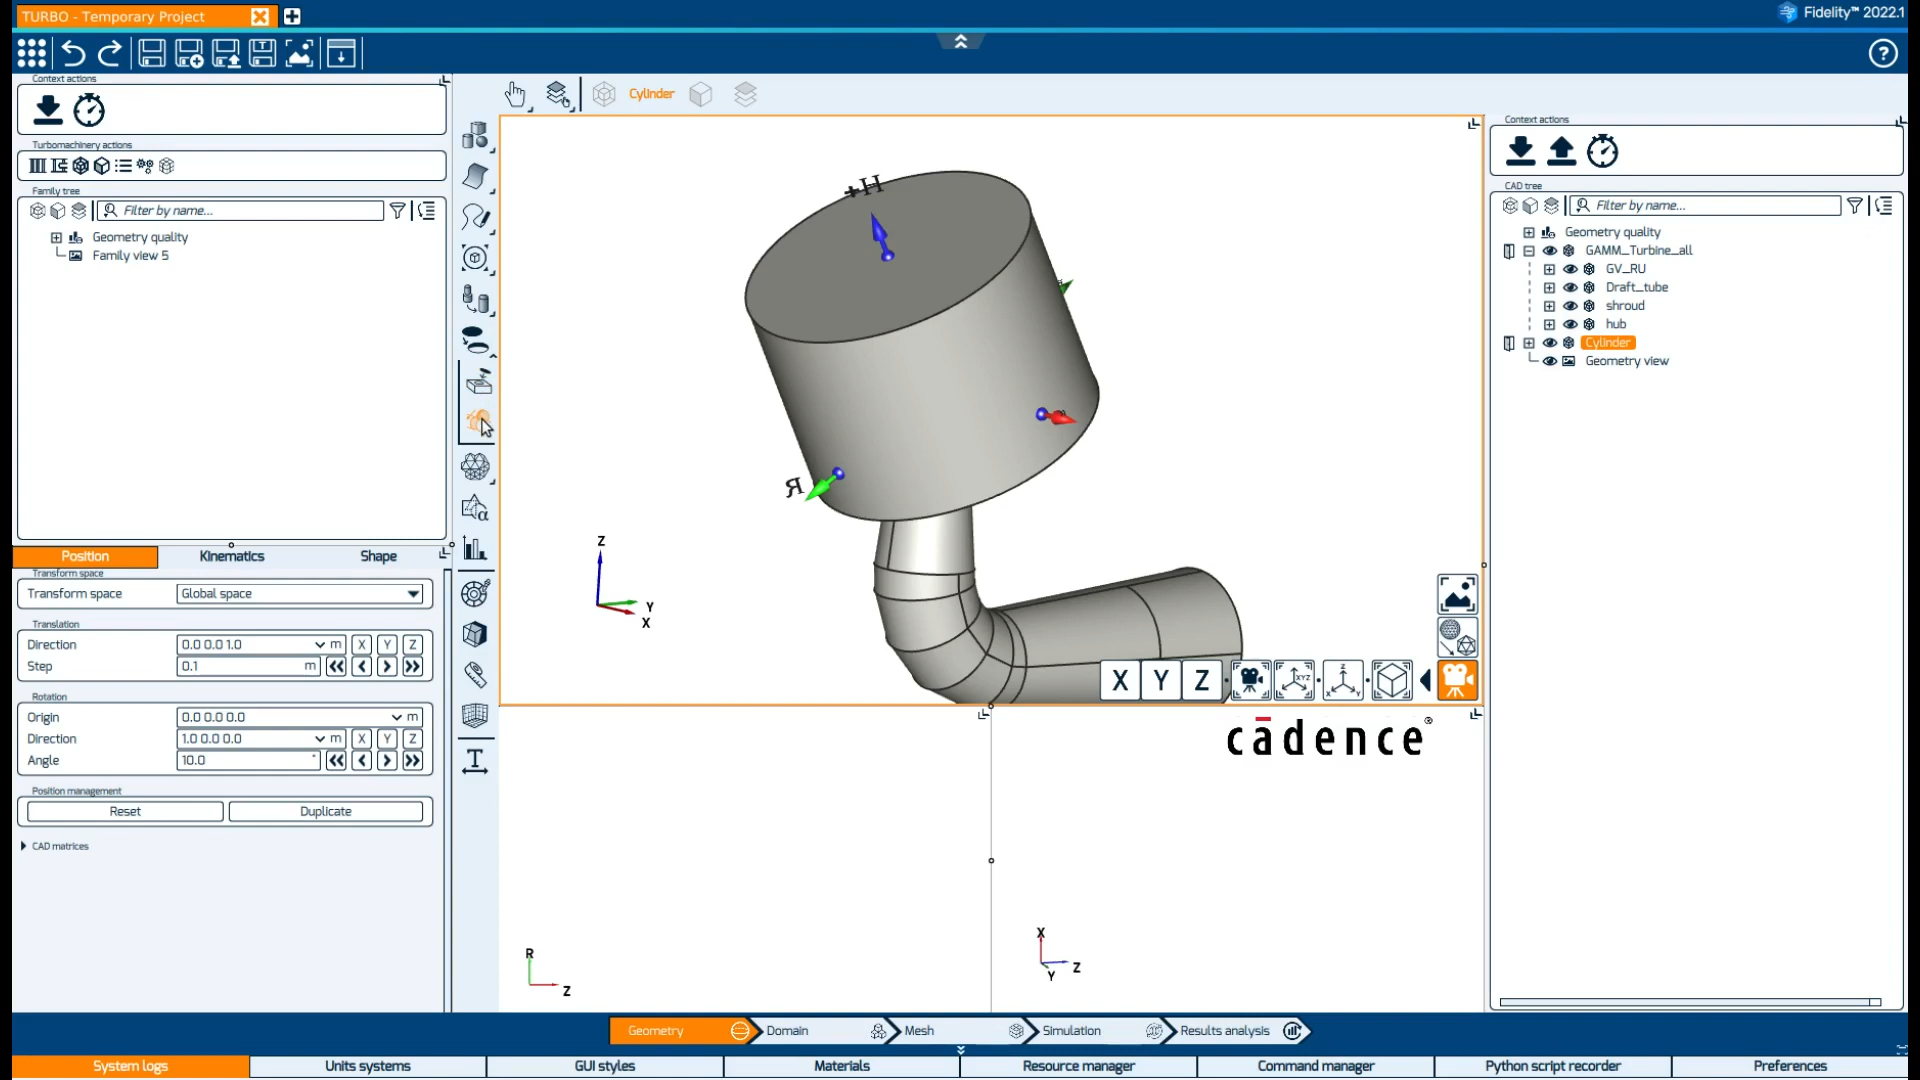 TURBO - Temporary Project
Fidelity™ 2022.1
Context actions
Turbomachinery actions
Family tree
Filter by name...
Geometry quality
Family view 5
Position
Kinematics
Shape
Transform space
Transform space
Global space
Translation
Direction
0.0 0.0 1.0
m
X
Y
Z
Step
0.1
m
Rotation
Origin
0.0 0.0 0.0
m
Direction
1.0 0.0 0.0
m
X
Y
Z
Angle
10.0
°
Position management
Reset
Duplicate
CAD matrices
Cylinder
+H
R
Z
Y
X
X
Y
Z
cādence®
R
Z
X
Y
Z
Context actions
CAD tree
Filter by name...
Geometry quality
GAMM_Turbine_all
GV_RU
Draft_tube
shroud
hub
Cylinder
Geometry view
Geometry
Domain
Mesh
Simulation
Results analysis
System logs
Units systems
GUI styles
Materials
Resource manager
Command manager
Python script recorder
Preferences